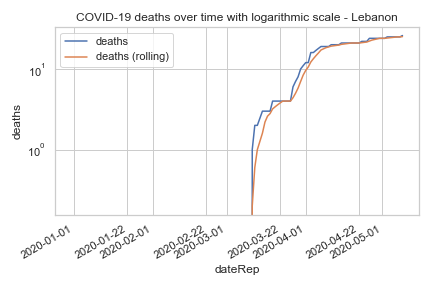 COVID-19 deaths over time with logarithmic scale - Lebanon
deaths
deaths (rolling)
10¹
10⁰
deaths
2020-01-01
2020-01-22
2020-02-01
2020-02-22
2020-03-01
2020-03-22
2020-04-01
2020-04-22
2020-05-01
dateRep